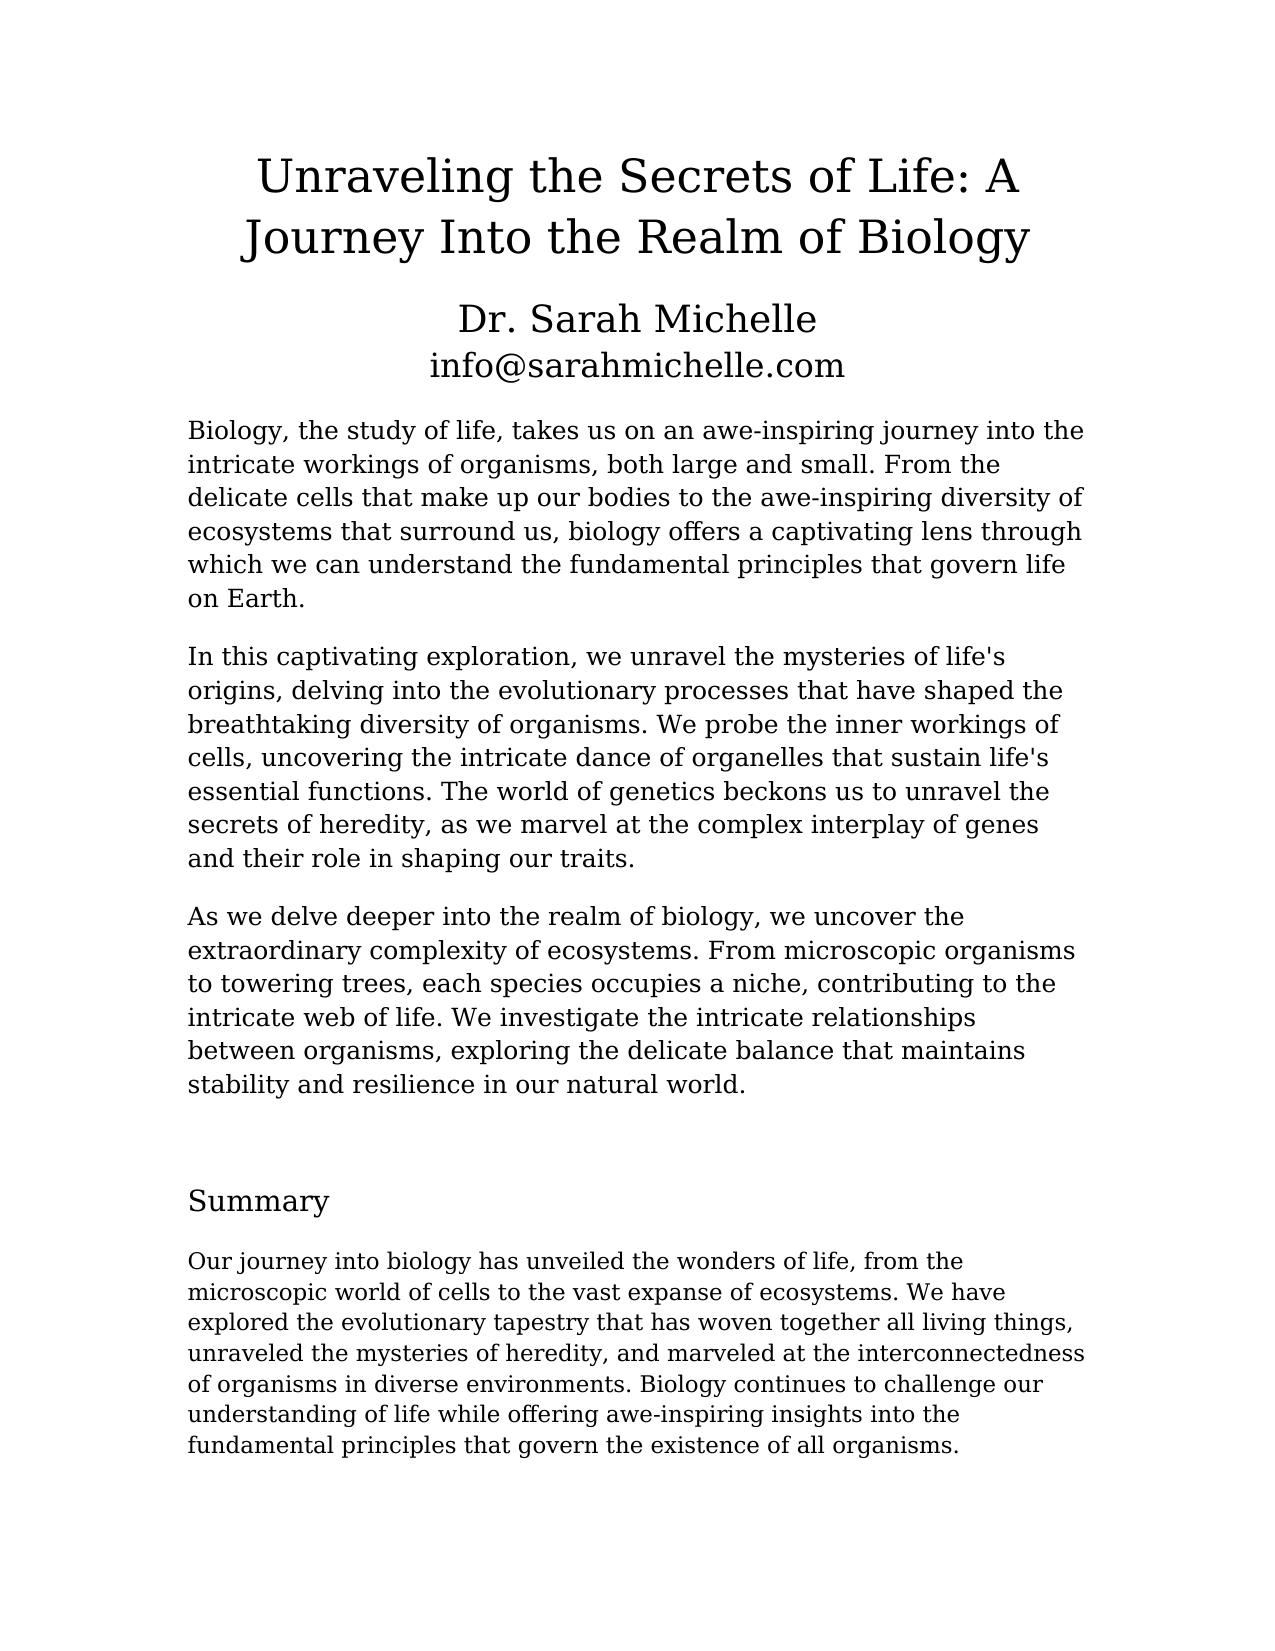 Unraveling the Secrets of Life: A
Journey Into the Realm of Biology
Dr. Sarah Michelle
info@sarahmichelle.com
Biology, the study of life, takes us on an awe-inspiring journey into the
intricate workings of organisms, both large and small. From the
delicate cells that make up our bodies to the awe-inspiring diversity of
ecosystems that surround us, biology offers a captivating lens through
which we can understand the fundamental principles that govern life
on Earth.
In this captivating exploration, we unravel the mysteries of life's
origins, delving into the evolutionary processes that have shaped the
breathtaking diversity of organisms. We probe the inner workings of
cells, uncovering the intricate dance of organelles that sustain life's
essential functions. The world of genetics beckons us to unravel the
secrets of heredity, as we marvel at the complex interplay of genes
and their role in shaping our traits.
As we delve deeper into the realm of biology, we uncover the
extraordinary complexity of ecosystems. From microscopic organisms
to towering trees, each species occupies a niche, contributing to the
intricate web of life. We investigate the intricate relationships
between organisms, exploring the delicate balance that maintains
stability and resilience in our natural world.
Summary
Our journey into biology has unveiled the wonders of life, from the
microscopic world of cells to the vast expanse of ecosystems. We have
explored the evolutionary tapestry that has woven together all living things,
unraveled the mysteries of heredity, and marveled at the interconnectedness
of organisms in diverse environments. Biology continues to challenge our
understanding of life while offering awe-inspiring insights into the
fundamental principles that govern the existence of all organisms.